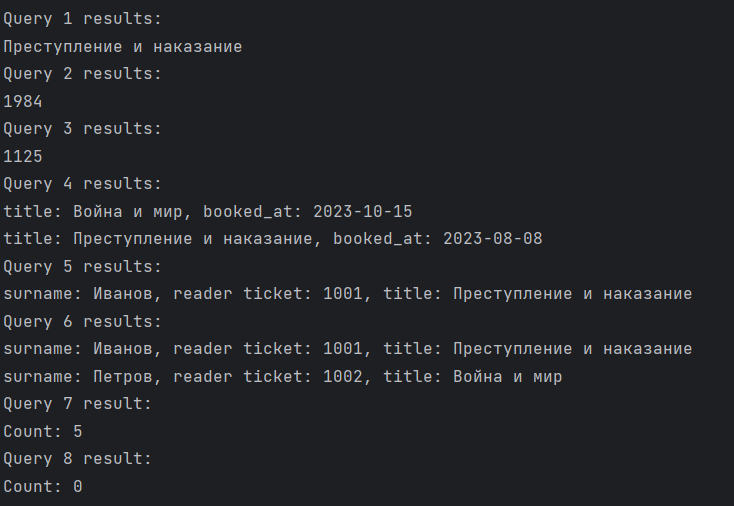 Query 1 results:
Преступление и наказание
Query 2 results:
1984
Query 3 results:
1125
Query 4 results:
title: Война и мир, booked_at: 2023-10-15
title: Преступление и наказание, booked_at: 2023-08-08
Query 5 results:
surname: Иванов, reader ticket: 1001, title: Преступление и наказание
Query 6 results:
surname: Иванов, reader ticket: 1001, title: Преступление и наказание
surname: Петров, reader ticket: 1002, title: Война и мир
Query 7 result:
Count: 5
Query 8 result:
Count: 0